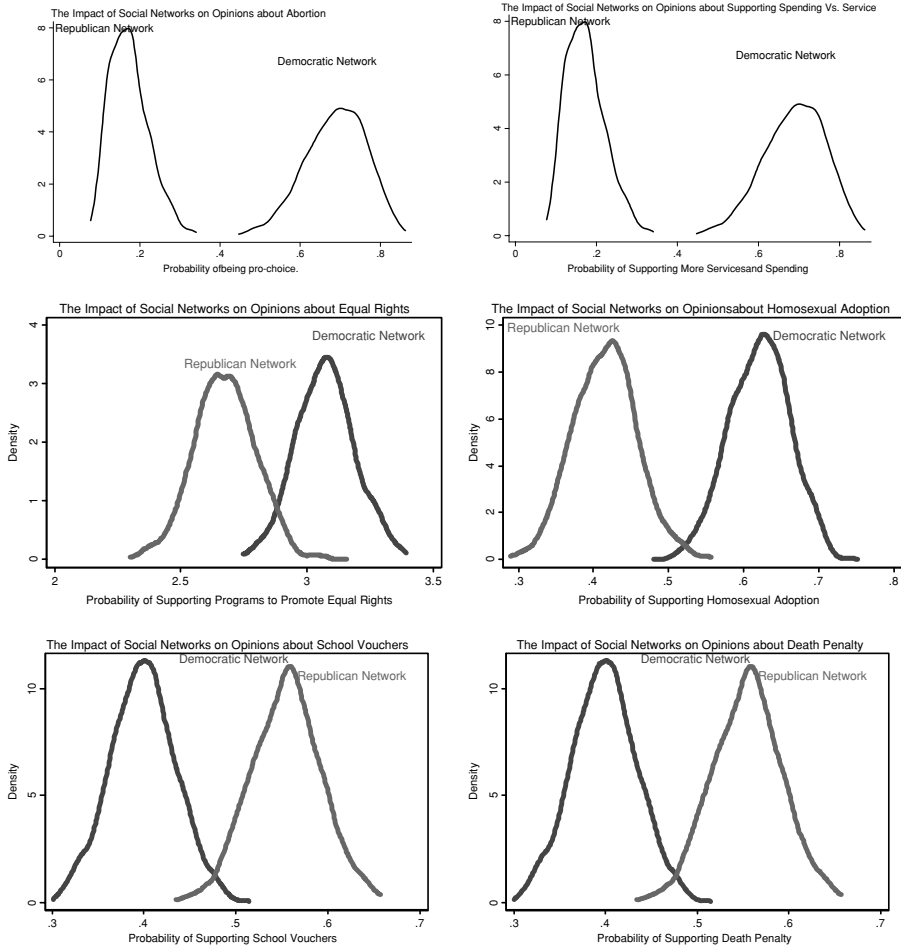 The Impact of Social Networks on Opinions about Abortion
Republican Network
Democratic Network
8
6
4
2
0
0
.2
.4
.6
.8
Probability ofbeing pro-choice.
The Impact of Social Networks on Opinions about Supporting Spending Vs. Service
Republican Network
Democratic Network
8
6
4
2
0
0
.2
.4
.6
.8
Probability of Supporting More Servicesand Spending
The Impact of Social Networks on Opinions about Equal Rights
Democratic Network
Republican Network
Density
4
3
2
1
0
2
2.5
3
3.5
Probability of Supporting Programs to Promote Equal Rights
The Impact of Social Networks on Opinionsabout Homosexual Adoption
Republican Network
Democratic Network
Density
10
8
6
4
2
0
.3
.4
.5
.6
.7
.8
Probability of Supporting Homosexual Adoption
The Impact of Social Networks on Opinions about School Vouchers
Democratic Network
Republican Network
Density
10
5
0
.3
.4
.5
.6
.7
Probability of Supporting School Vouchers
The Impact of Social Networks on Opinions about Death Penalty
Democratic Network
Republican Network
Density
10
5
0
.3
.4
.5
.6
.7
Probability of Supporting Death Penalty